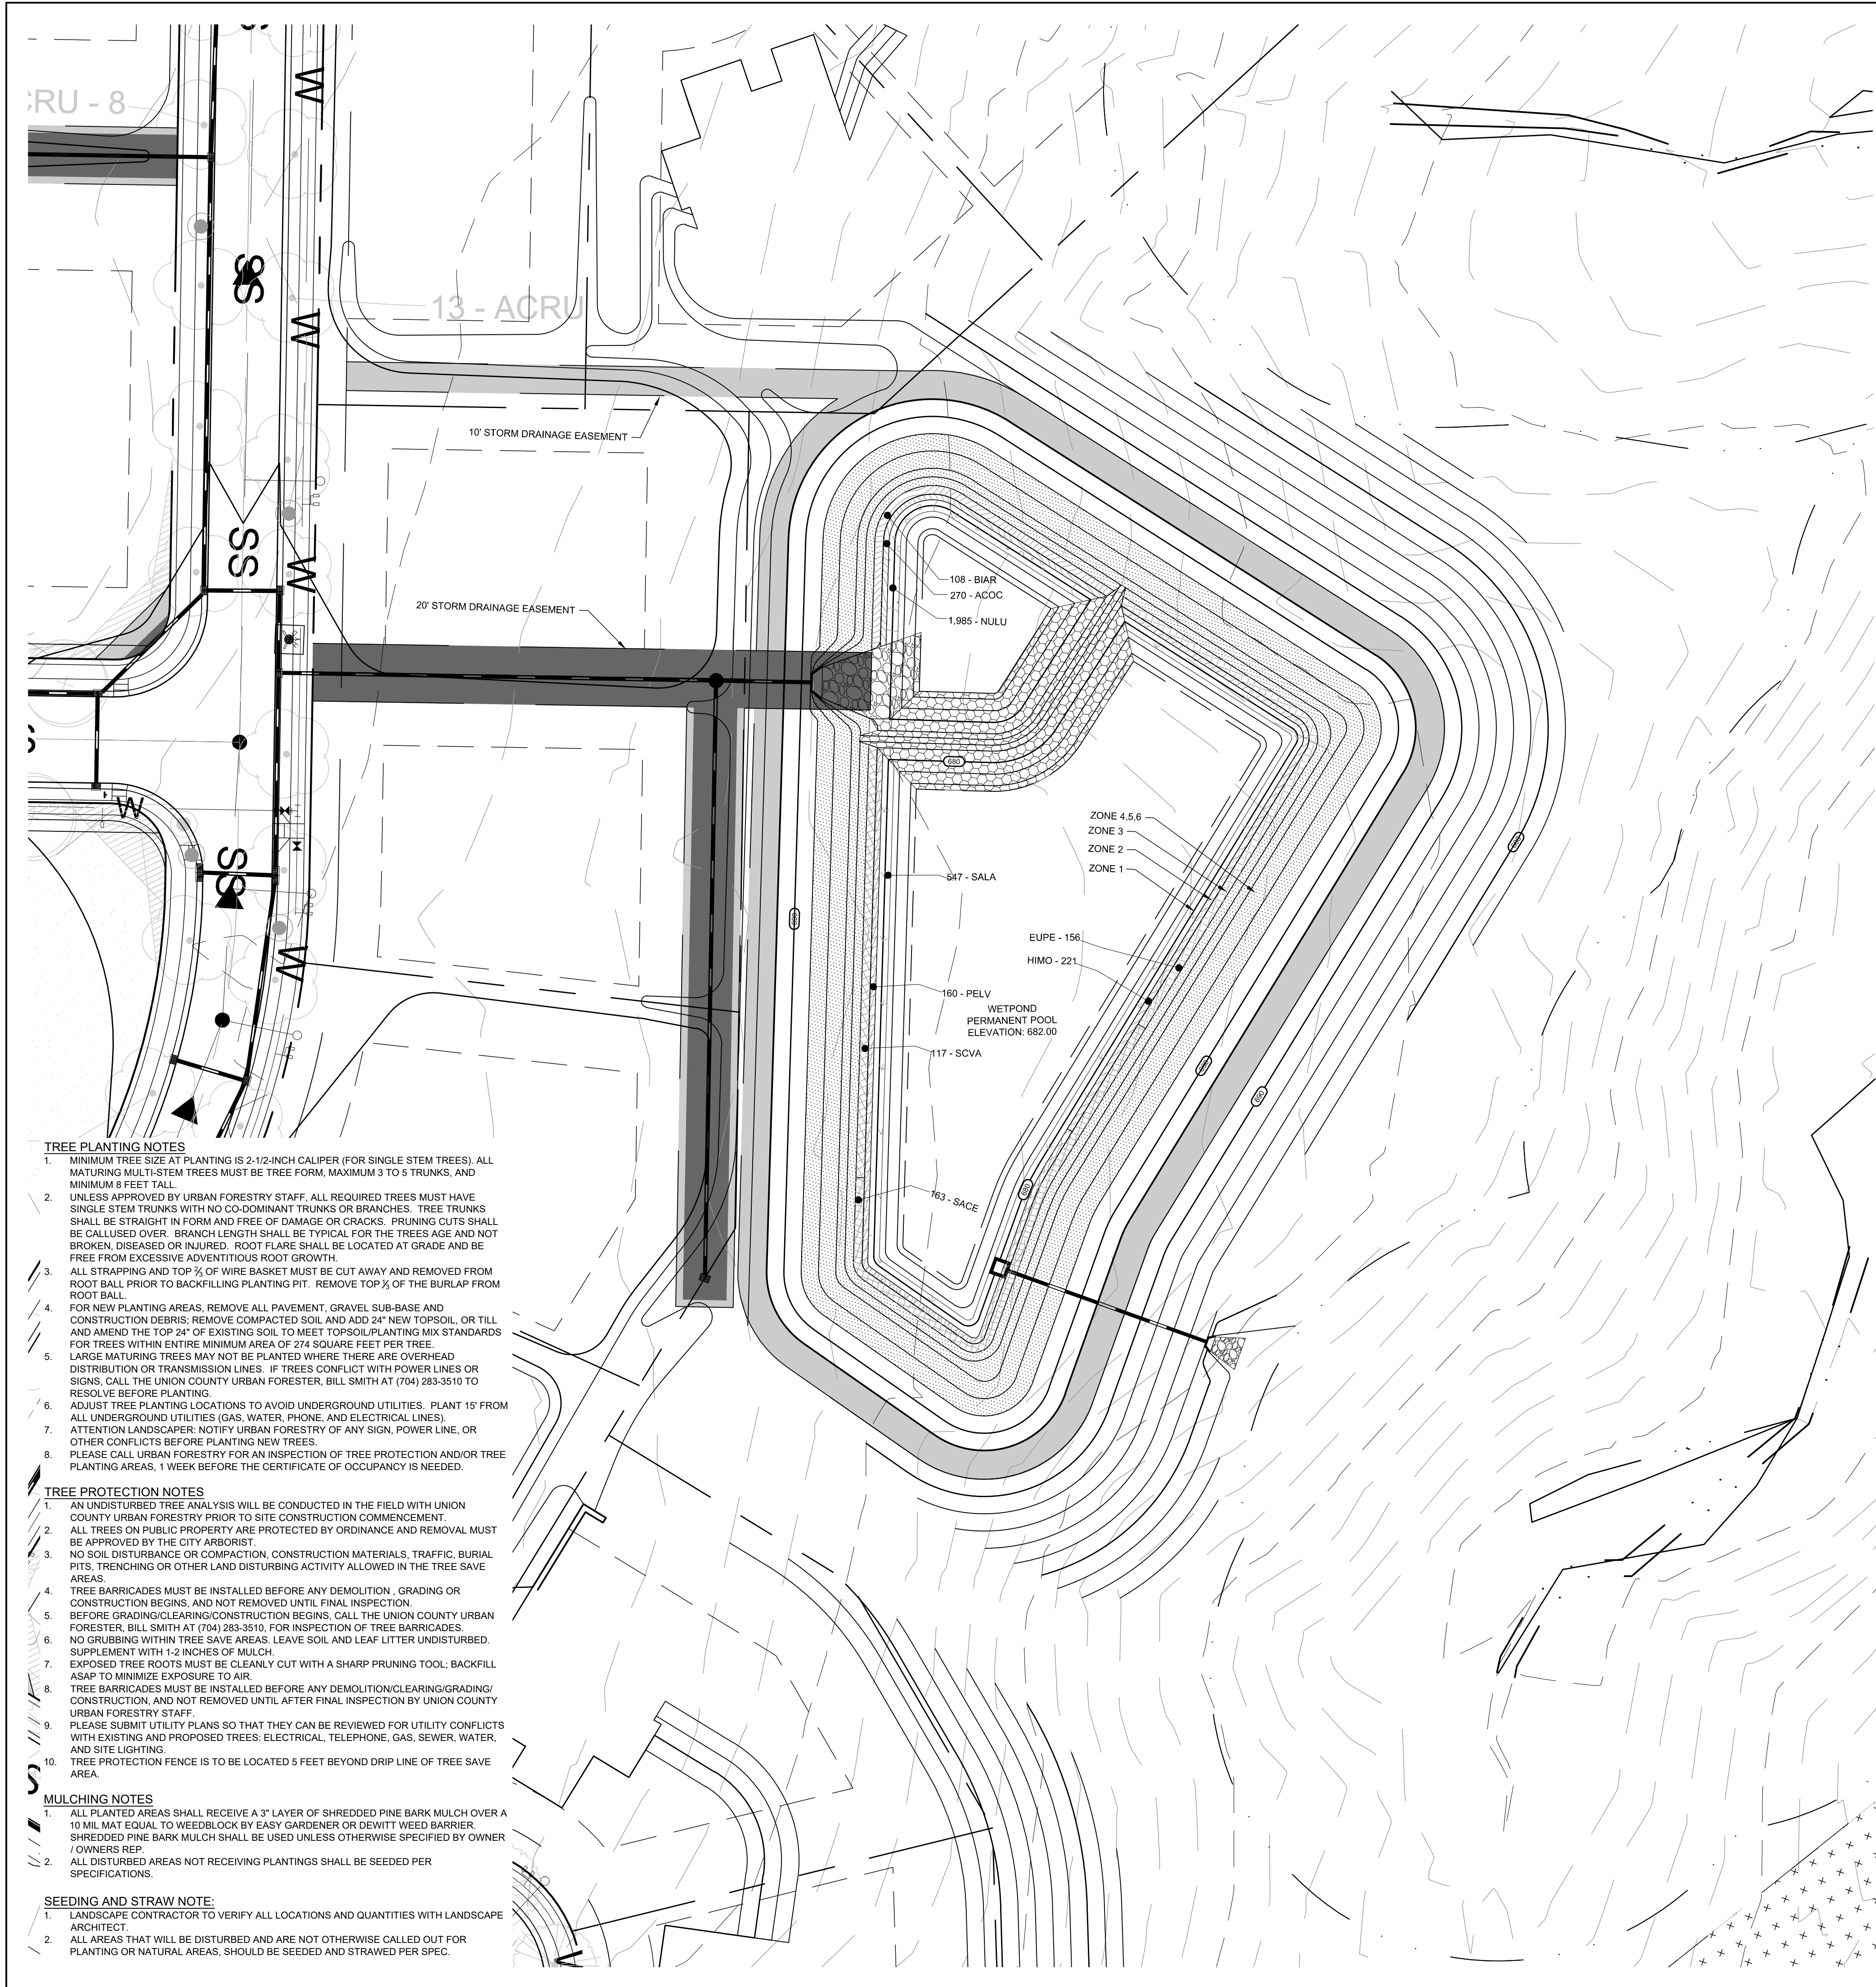 CRU - 8
W
13 - ACRU
SS
W
10' STORM DRAINAGE EASEMENT
SS
W
20' STORM DRAINAGE EASEMENT
108 - BIAR
270 - ACOC
1,985 - NULU
680
W
SS
ZONE 4,5,6
ZONE 3
ZONE 2
ZONE 1
547 - SALA
690
W
EUPE - 156
HIMO - 221
160 - PELV
WETPOND
PERMANENT POOL
ELEVATION: 682.00
117 - SCVA
690
690
680
163 - SACE
TREE PLANTING NOTES
1. MINIMUM TREE SIZE AT PLANTING IS 2-1/2-INCH CALIPER (FOR SINGLE STEM TREES). ALL
MATURING MULTI-STEM TREES MUST BE TREE FORM, MAXIMUM 3 TO 5 TRUNKS, AND
MINIMUM 8 FEET TALL.
2. UNLESS APPROVED BY URBAN FORESTRY STAFF, ALL REQUIRED TREES MUST HAVE
SINGLE STEM TRUNKS WITH NO CO-DOMINANT TRUNKS OR BRANCHES. TREE TRUNKS
SHALL BE STRAIGHT IN FORM AND FREE OF DAMAGE OR CRACKS. PRUNING CUTS SHALL
BE CALLUSED OVER. BRANCH LENGTH SHALL BE TYPICAL FOR THE TREES AGE AND NOT
BROKEN, DISEASED OR INJURED. ROOT FLARE SHALL BE LOCATED AT GRADE AND BE
FREE FROM EXCESSIVE ADVENTITIOUS ROOT GROWTH.
3. ALL STRAPPING AND TOP ⅔ OF WIRE BASKET MUST BE CUT AWAY AND REMOVED FROM
ROOT BALL PRIOR TO BACKFILLING PLANTING PIT. REMOVE TOP ⅓ OF THE BURLAP FROM
ROOT BALL.
4. FOR NEW PLANTING AREAS, REMOVE ALL PAVEMENT, GRAVEL SUB-BASE AND
CONSTRUCTION DEBRIS; REMOVE COMPACTED SOIL AND ADD 24" NEW TOPSOIL, OR TILL
AND AMEND THE TOP 24" OF EXISTING SOIL TO MEET TOPSOIL/PLANTING MIX STANDARDS
FOR TREES WITHIN ENTIRE MINIMUM AREA OF 274 SQUARE FEET PER TREE.
5. LARGE MATURING TREES MAY NOT BE PLANTED WHERE THERE ARE OVERHEAD
DISTRIBUTION OR TRANSMISSION LINES. IF TREES CONFLICT WITH POWER LINES OR
SIGNS, CALL THE UNION COUNTY URBAN FORESTER, BILL SMITH AT (704) 283-3510 TO
RESOLVE BEFORE PLANTING.
6. ADJUST TREE PLANTING LOCATIONS TO AVOID UNDERGROUND UTILITIES. PLANT 15' FROM
ALL UNDERGROUND UTILITIES (GAS, WATER, PHONE, AND ELECTRICAL LINES).
7. ATTENTION LANDSCAPER: NOTIFY URBAN FORESTRY OF ANY SIGN, POWER LINE, OR
OTHER CONFLICTS BEFORE PLANTING NEW TREES.
8. PLEASE CALL URBAN FORESTRY FOR AN INSPECTION OF TREE PROTECTION AND/OR TREE
PLANTING AREAS, 1 WEEK BEFORE THE CERTIFICATE OF OCCUPANCY IS NEEDED.
TREE PROTECTION NOTES
1. AN UNDISTURBED TREE ANALYSIS WILL BE CONDUCTED IN THE FIELD WITH UNION
COUNTY URBAN FORESTRY PRIOR TO SITE CONSTRUCTION COMMENCEMENT.
2. ALL TREES ON PUBLIC PROPERTY ARE PROTECTED BY ORDINANCE AND REMOVAL MUST
BE APPROVED BY THE CITY ARBORIST.
3. NO SOIL DISTURBANCE OR COMPACTION, CONSTRUCTION MATERIALS, TRAFFIC, BURIAL
PITS, TRENCHING OR OTHER LAND DISTURBING ACTIVITY ALLOWED IN THE TREE SAVE
AREAS.
4. TREE BARRICADES MUST BE INSTALLED BEFORE ANY DEMOLITION , GRADING OR
CONSTRUCTION BEGINS, AND NOT REMOVED UNTIL FINAL INSPECTION.
5. BEFORE GRADING/CLEARING/CONSTRUCTION BEGINS, CALL THE UNION COUNTY URBAN
FORESTER, BILL SMITH AT (704) 283-3510, FOR INSPECTION OF TREE BARRICADES.
6. NO GRUBBING WITHIN TREE SAVE AREAS. LEAVE SOIL AND LEAF LITTER UNDISTURBED.
SUPPLEMENT WITH 1-2 INCHES OF MULCH.
7. EXPOSED TREE ROOTS MUST BE CLEANLY CUT WITH A SHARP PRUNING TOOL; BACKFILL
ASAP TO MINIMIZE EXPOSURE TO AIR.
8. TREE BARRICADES MUST BE INSTALLED BEFORE ANY DEMOLITION/CLEARING/GRADING/
CONSTRUCTION, AND NOT REMOVED UNTIL AFTER FINAL INSPECTION BY UNION COUNTY
URBAN FORESTRY STAFF.
9. PLEASE SUBMIT UTILITY PLANS SO THAT THEY CAN BE REVIEWED FOR UTILITY CONFLICTS
WITH EXISTING AND PROPOSED TREES: ELECTRICAL, TELEPHONE, GAS, SEWER, WATER,
AND SITE LIGHTING.
10. TREE PROTECTION FENCE IS TO BE LOCATED 5 FEET BEYOND DRIP LINE OF TREE SAVE
AREA.
MULCHING NOTES
1. ALL PLANTED AREAS SHALL RECEIVE A 3" LAYER OF SHREDDED PINE BARK MULCH OVER A
10 MIL MAT EQUAL TO WEEDBLOCK BY EASY GARDENER OR DEWITT WEED BARRIER.
SHREDDED PINE BARK MULCH SHALL BE USED UNLESS OTHERWISE SPECIFIED BY OWNER
/ OWNERS REP.
2. ALL DISTURBED AREAS NOT RECEIVING PLANTINGS SHALL BE SEEDED PER
SPECIFICATIONS.
SEEDING AND STRAW NOTE:
1. LANDSCAPE CONTRACTOR TO VERIFY ALL LOCATIONS AND QUANTITIES WITH LANDSCAPE
ARCHITECT.
2. ALL AREAS THAT WILL BE DISTURBED AND ARE NOT OTHERWISE CALLED OUT FOR
PLANTING OR NATURAL AREAS, SHOULD BE SEEDED AND STRAWED PER SPEC.